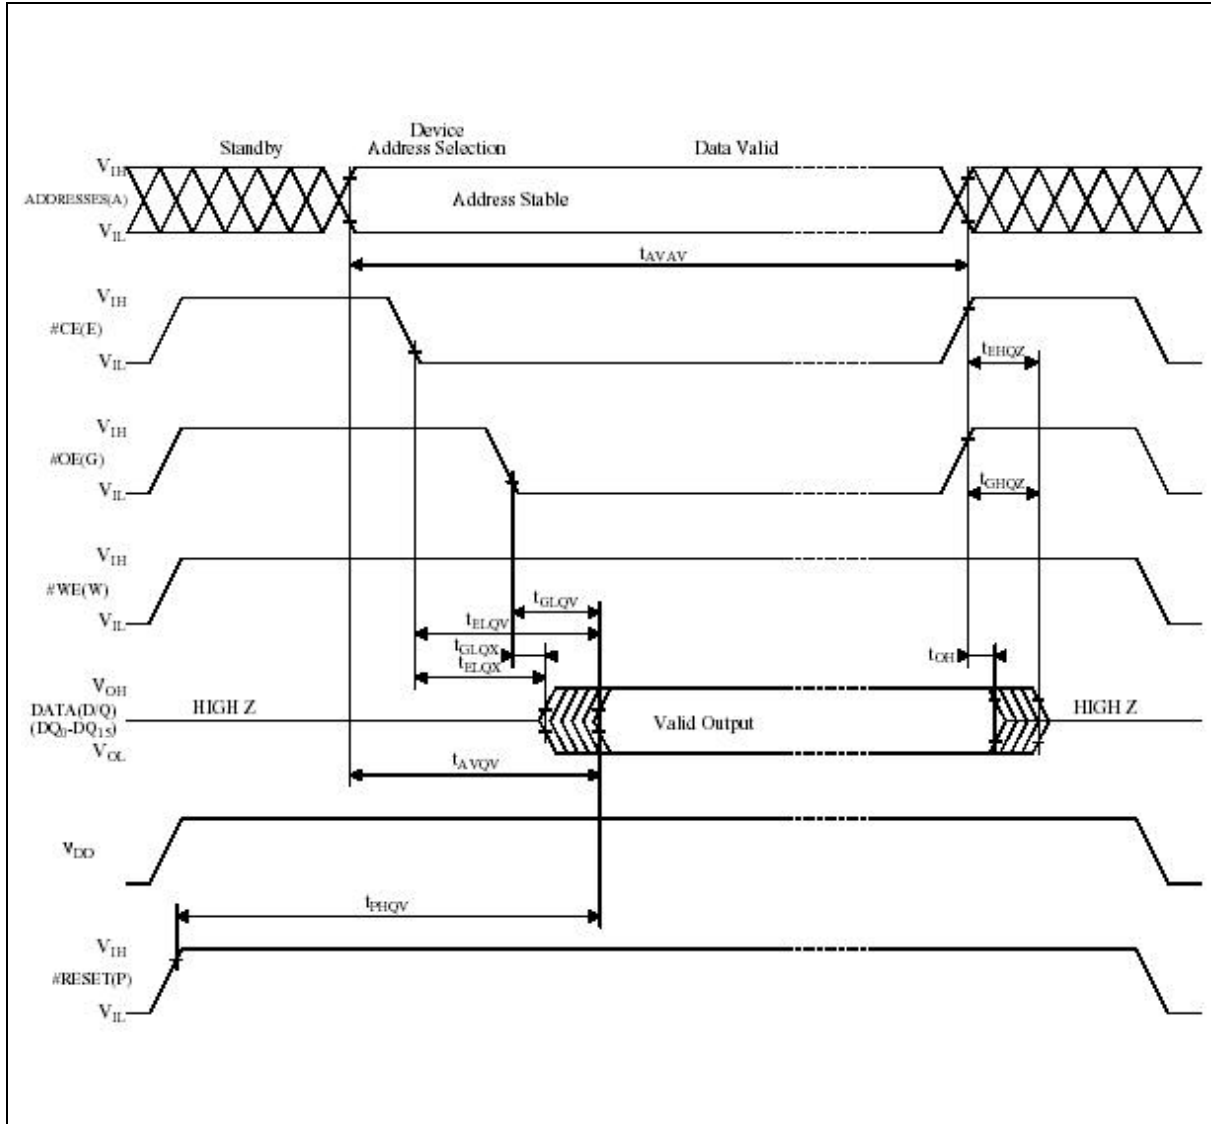 Device
Standby Address Selection Data Valid
VIH
ADDRESSES(A) Address Stable
VIL
tAVAV
VIH
#CE(E)
tEHQZ
VIL
VIH
#OE(G)
tGHQZ
VIL
VIH
#WE(W)
tGLQV
VIL
tELQV
tGLQX
tOH
tELQX
VOH
DATA(D/Q) HIGH Z Valid Output HIGH Z
(DQ0-DQ15)
VOL
tAVQV
VDD
tPHQV
VIH
#RESET(P)
VIL